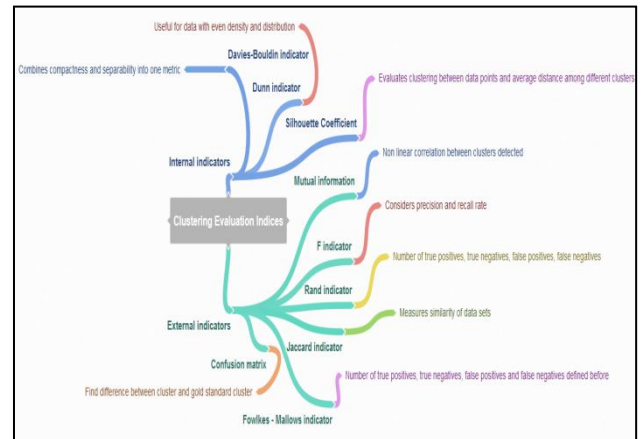 Useful for data with even density and distribution
Davies-Bouldin indicator
Combines compactness and separability into one metric
Dunn indicator
Evaluates clustering between data points and average distance among different clusters
Silhouette Coefficient
Internal indicators
Non linear correlation between clusters detected
Mutual information
Clustering Evaluation Indices
Considers precision and recall rate
F indicator
Number of true positives, true negatives, false positives, false negatives
Rand indicator
Measures similarity of data sets
External indicators
Jaccard indicator
Confusion matrix
Number of true positives, true negatives, false positives and false negatives defined before
Find difference between cluster and gold standard cluster
Fowlkes - Mallows indicator